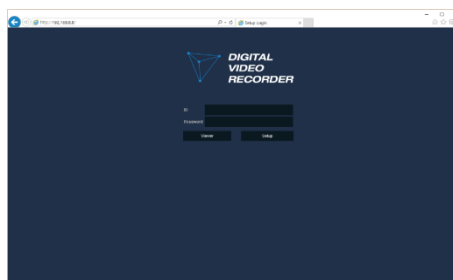 Setup Login
DIGITAL
VIDEO
RECORDER
ID
Password
Viewer
Setup